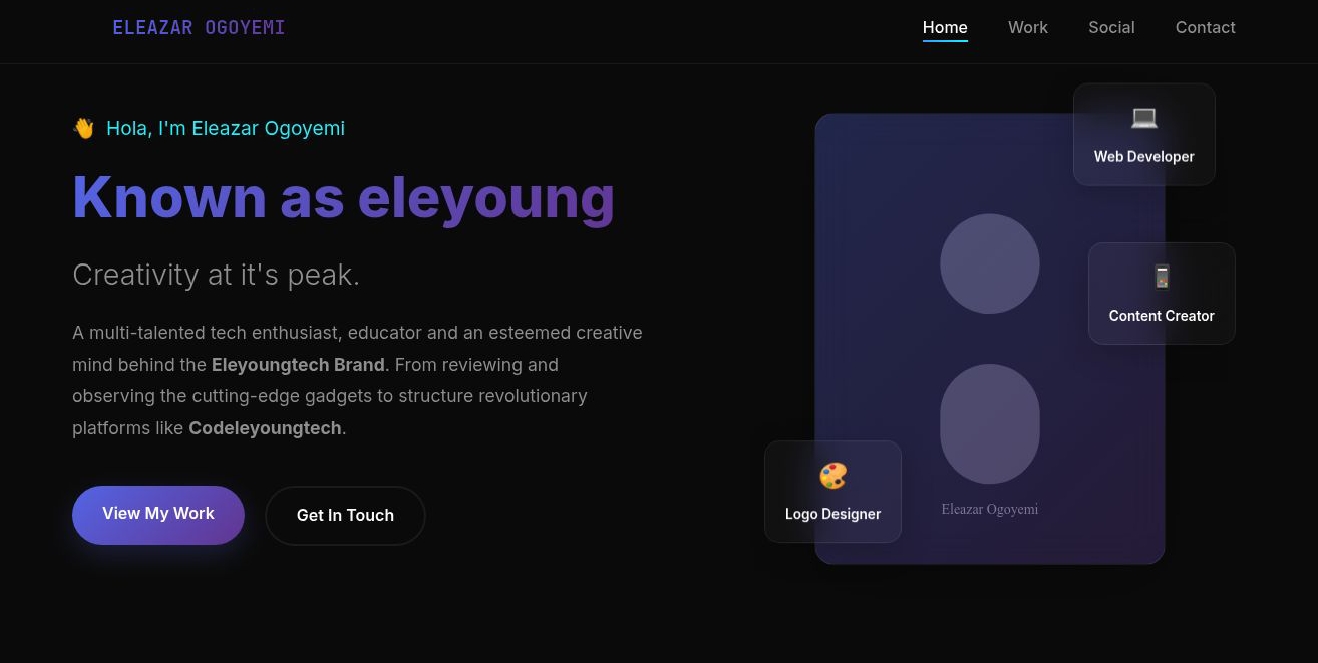 ELEAZAR OGOYEMI
Home Work Social Contact
👋 Hola, I'm Eleazar Ogoyemi
Known as eleyoung
Creativity at it's peak.
A multi-talented tech enthusiast, educator and an esteemed creative
mind behind the Eleyoungtech Brand. From reviewing and
observing the cutting-edge gadgets to structure revolutionary
platforms like Codeleyoungtech.
View My Work
Get In Touch
Web Developer
Content Creator
Logo Designer
Eleazar Ogoyemi